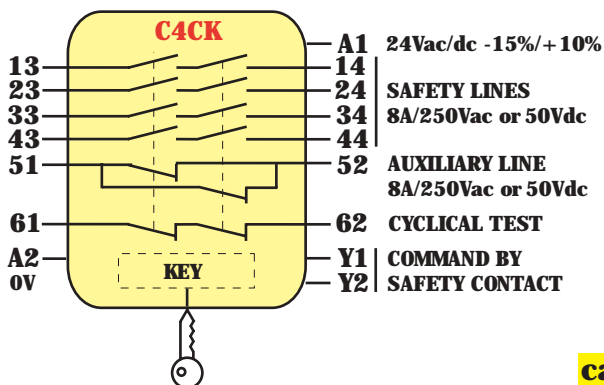 C4CK
A1 24Vac/dc -15%/+10%
13 14
23 24 SAFETY LINES
33 34 8A/250Vac or 50Vdc
43 44
51 52 AUXILIARY LINE
8A/250Vac or 50Vdc
61 62 CYCLICAL TEST
A2 Y1 COMMAND BY
0V KEY Y2 SAFETY CONTACT
ca